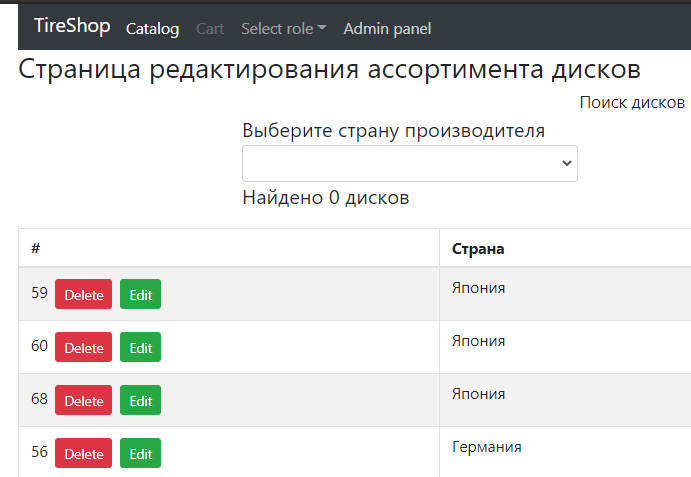 TireShop Catalog Cart Select role Admin panel
Страница редактирования ассортимента дисков
Поиск дисков
Выберите страну производителя
Найдено 0 дисков
# Страна
59 Delete Edit Япония
60 Delete Edit Япония
68 Delete Edit Япония
56 Delete Edit Германия